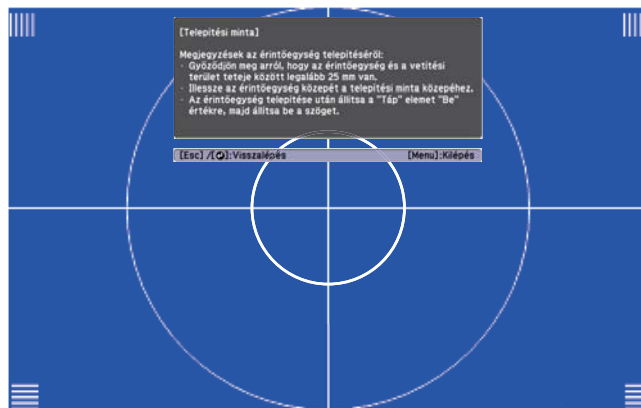 [Telepítési minta]
Megjegyzések az érintőegység telepítéséről:
· Győződjön meg arról, hogy az érintőegység és a vetítési
terület teteje között legalább 25 mm van.
· Illessze az érintőegység közepét a telepítési minta közepéhez.
· Az érintőegység telepítése után állítsa a "Táp" elemet "Be"
értékre, majd állítsa be a szöget.
[Esc] /[⮌]:Visszalépés [Menu]:Kilépés